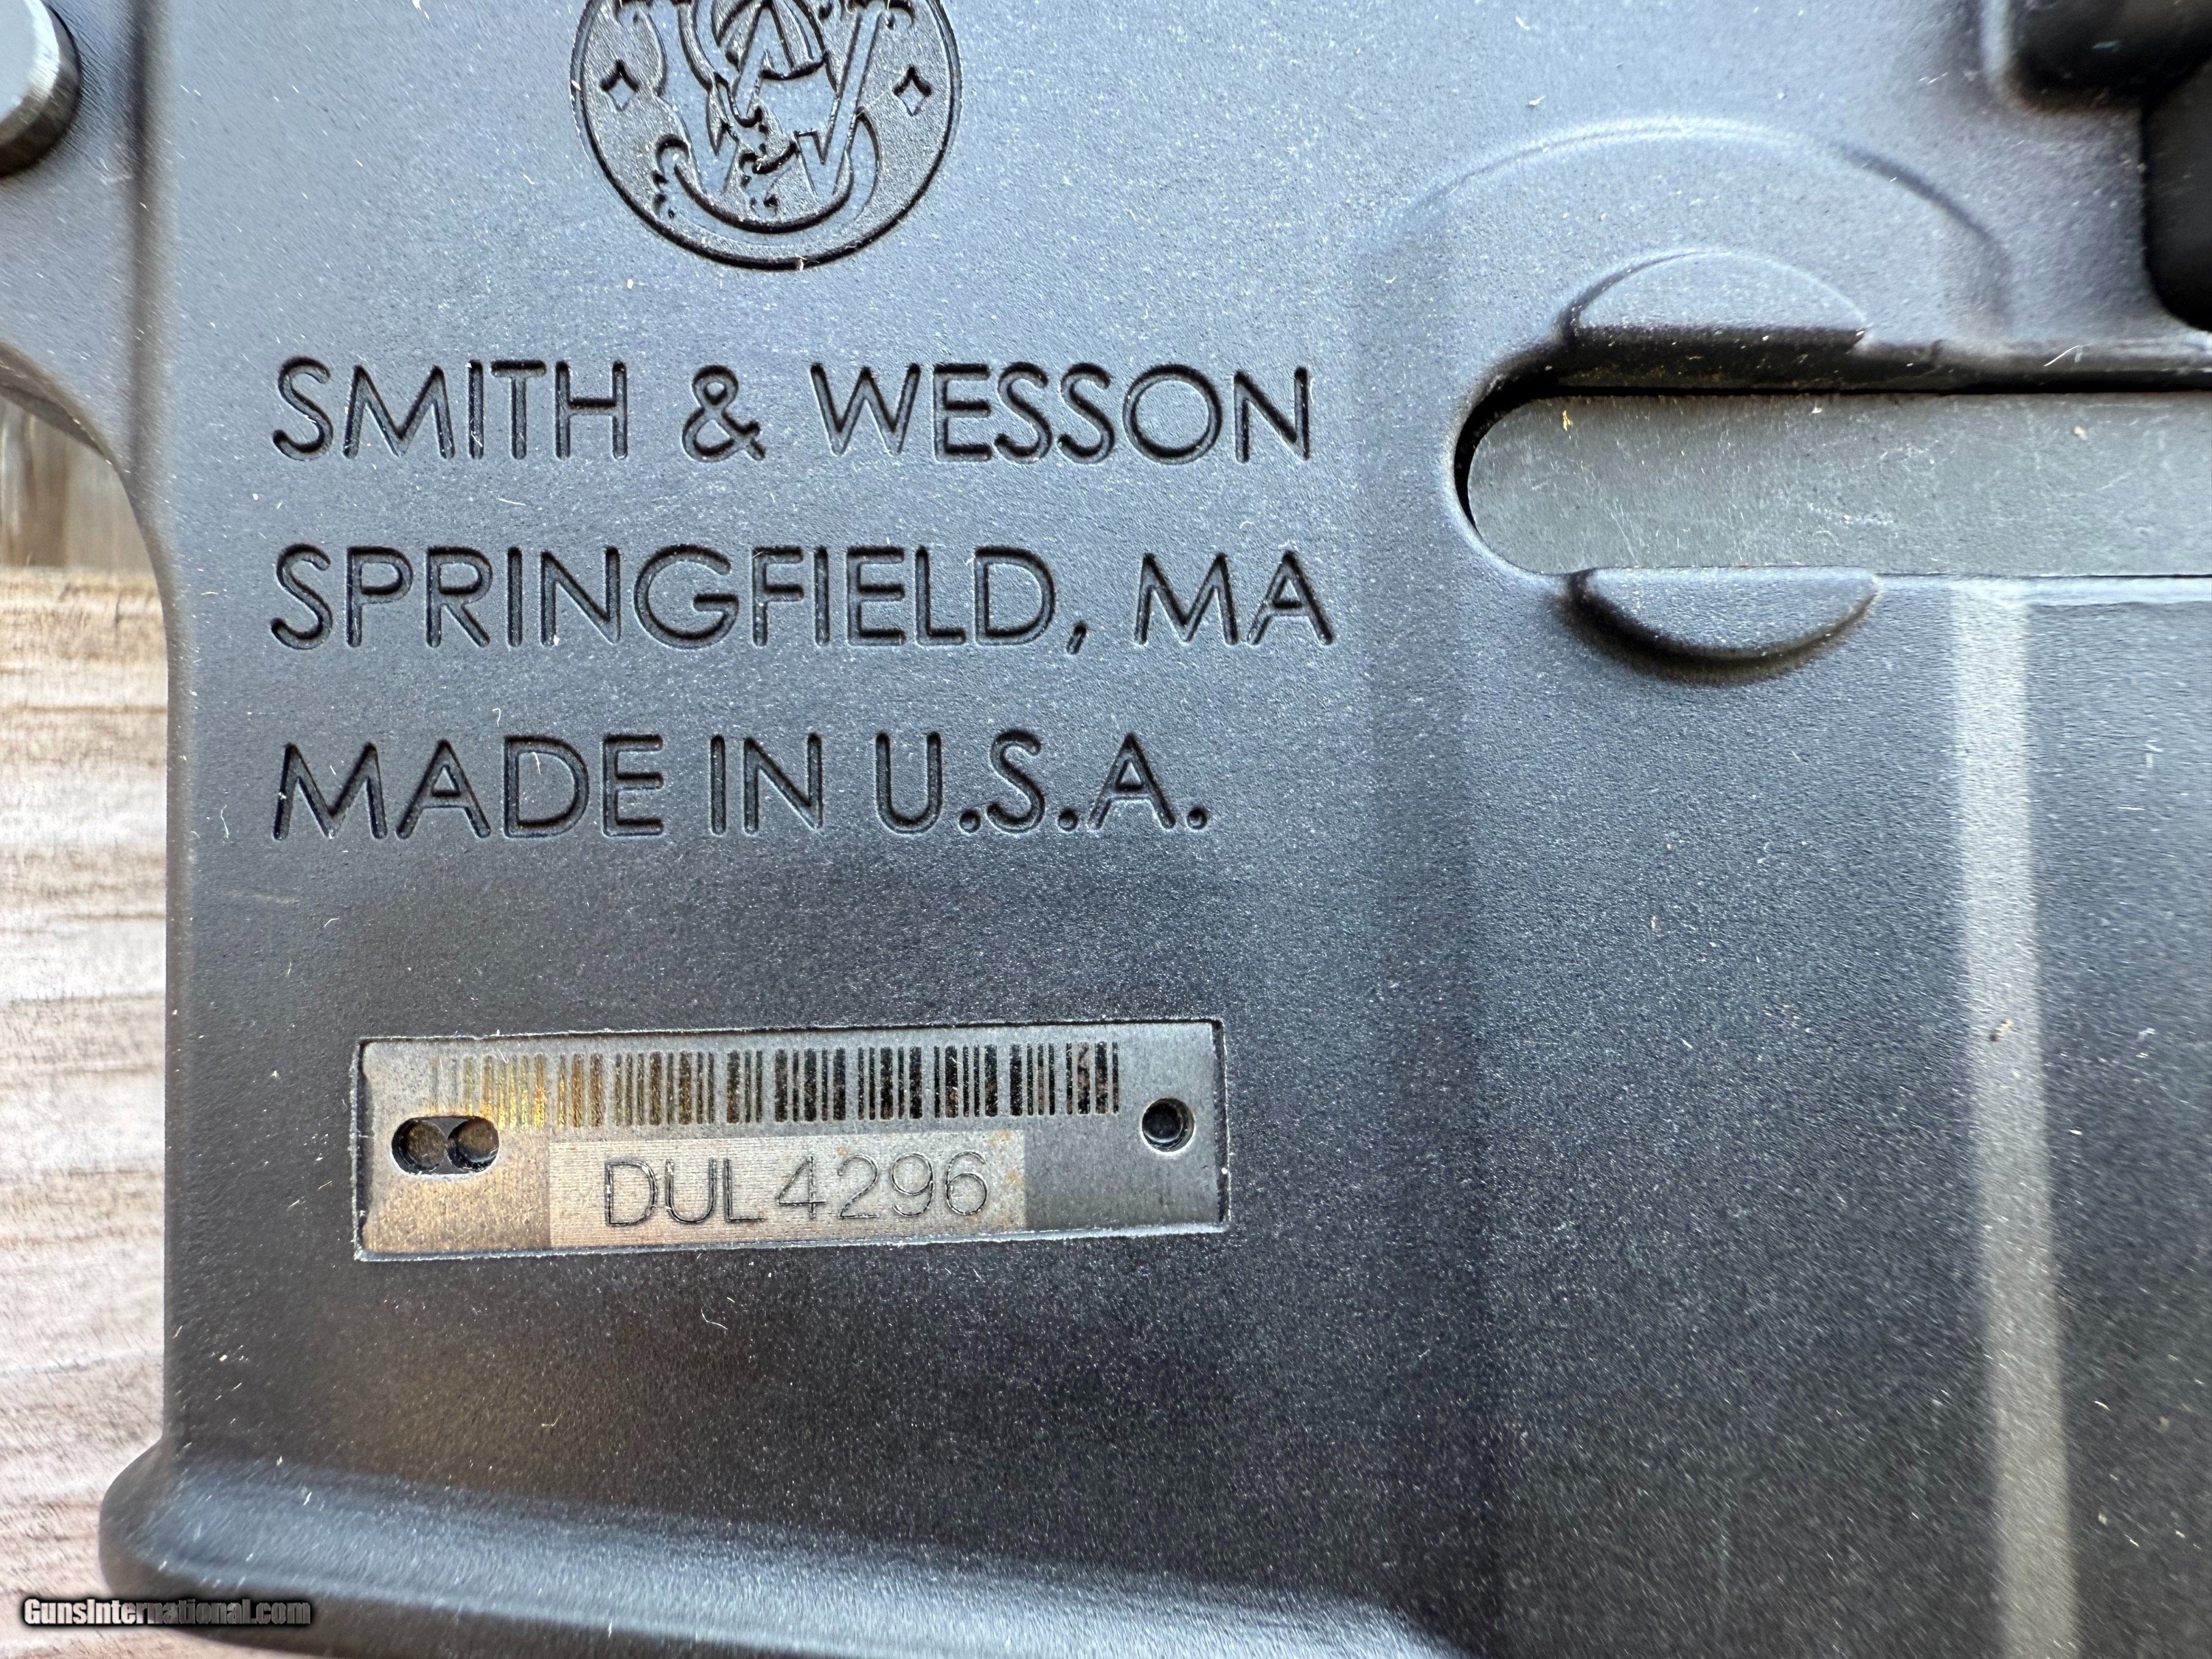 SMITH & WESSON
SPRINGFIELD, MA
MADE IN U.S.A.
DUL4296
GunsInternational.com